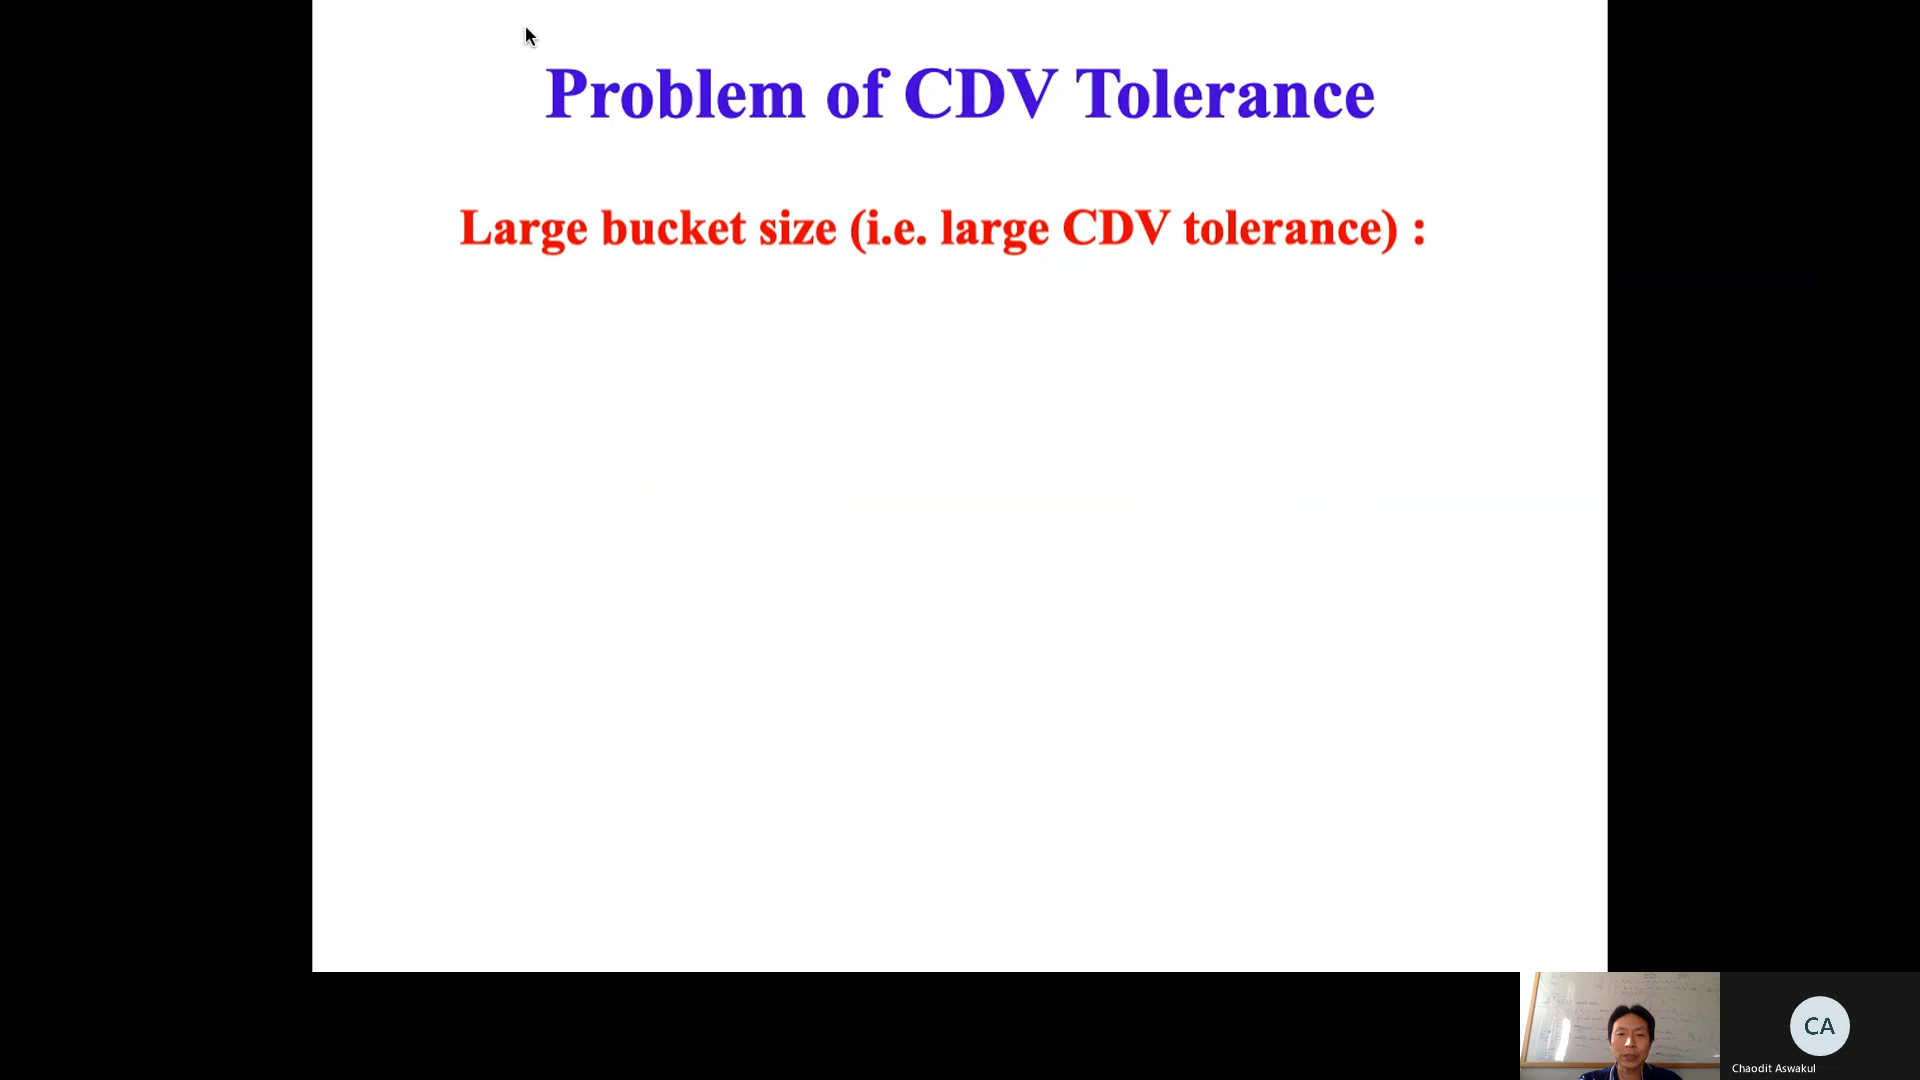 Problem of CDV Tolerance
Large bucket size (i.e. large CDV tolerance) :
CA
Chaodit Aswakul